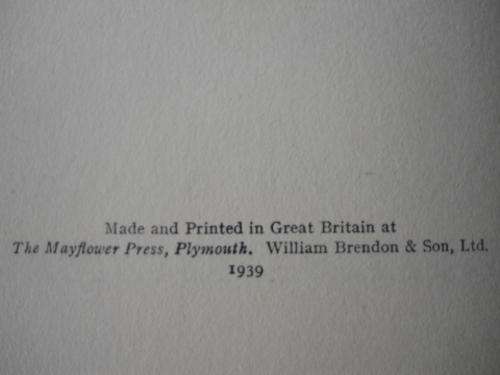 Made and Printed in Great Britain at
The Mayflower Press, Plymouth. William Brendon & Son, Ltd.
1939